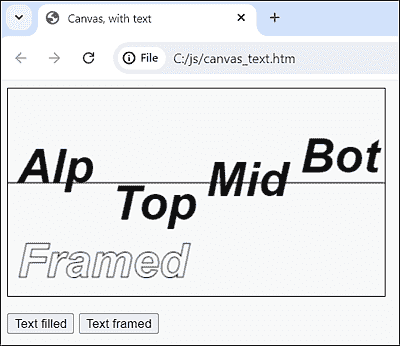 Canvas, with text
File C:/js/canvas_text.htm
Alp Top Mid Bot
Framed
Text filled Text framed